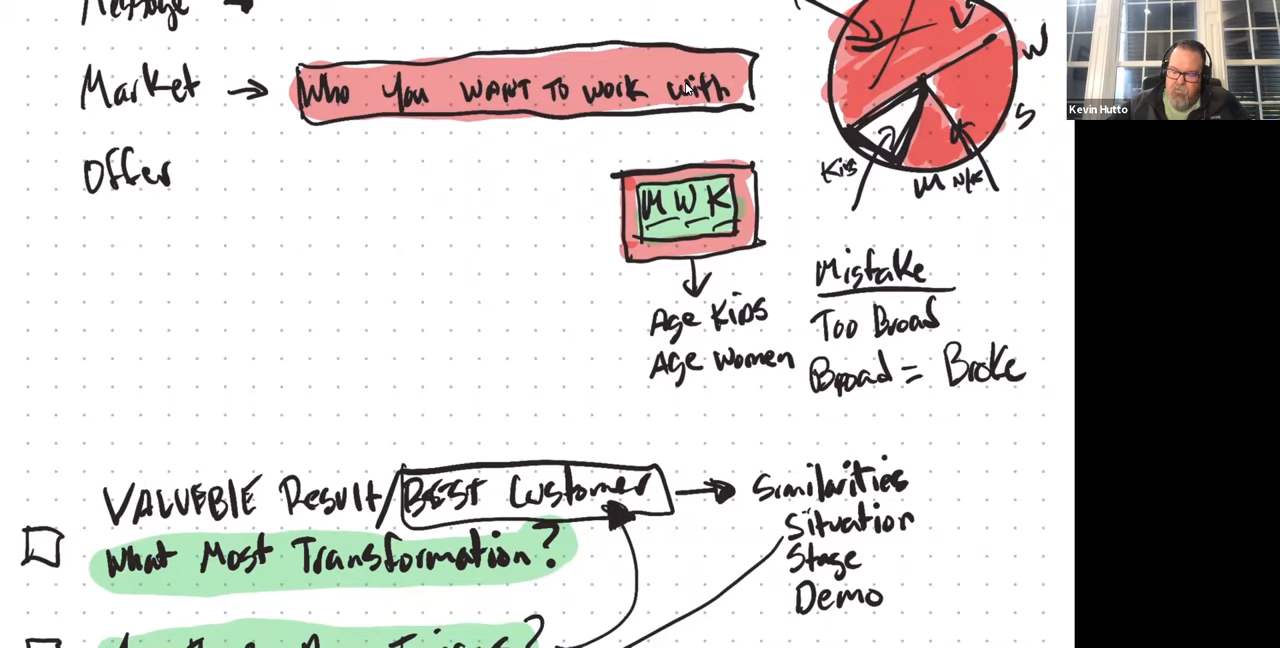 Message
Market → Who You WANT TO work with
Offer
W
S
Kids
M
MWK
Age Kids
Age Women
Mistake
Too Broad
Broad = Broke
VALUEBLE Result/BEST Customer → Similarities
Situation
Stage
Demo
What Most Transformation?
Kevin Hutto